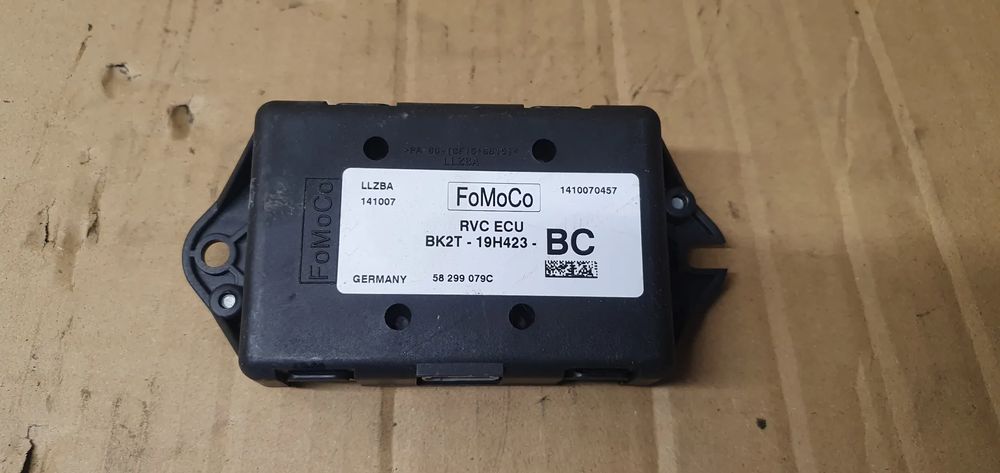 LLZBA
FoMoCo
LLZBA
141007
FoMoCo
1410070457
RVC ECU
BK2T - 19H423 - BC
GERMANY
58 299 079C